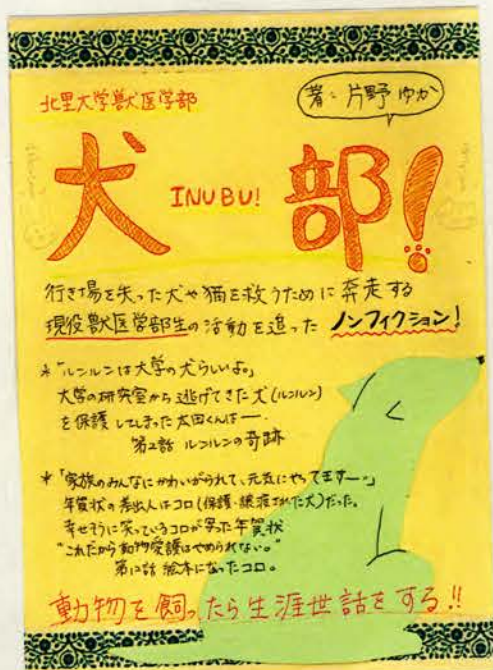 北里大学獣医学部
著:片野ゆか
犬部!
INUBU!
行き場を失った犬や猫を救うために奔走する
現役獣医学部生の活動を追った ノンフィクション!
*「ルンルンは大学の犬らしいよ。」
大学の研究室から逃げてきた犬(ルンルン)
を保護してしまった太田くんは—.
第2話 ルンルンの奇跡
*「家族のみんなにかわいがられて、元気にやってますー。」
年賀状の差出人はコロ(保護・譲渡された犬)だった。
幸せそうに笑っているコロが写った年賀状
"これだから動物愛護はやめられない。"
第12話 絵本になったコロ。
動物を飼ったら生涯世話をする!!